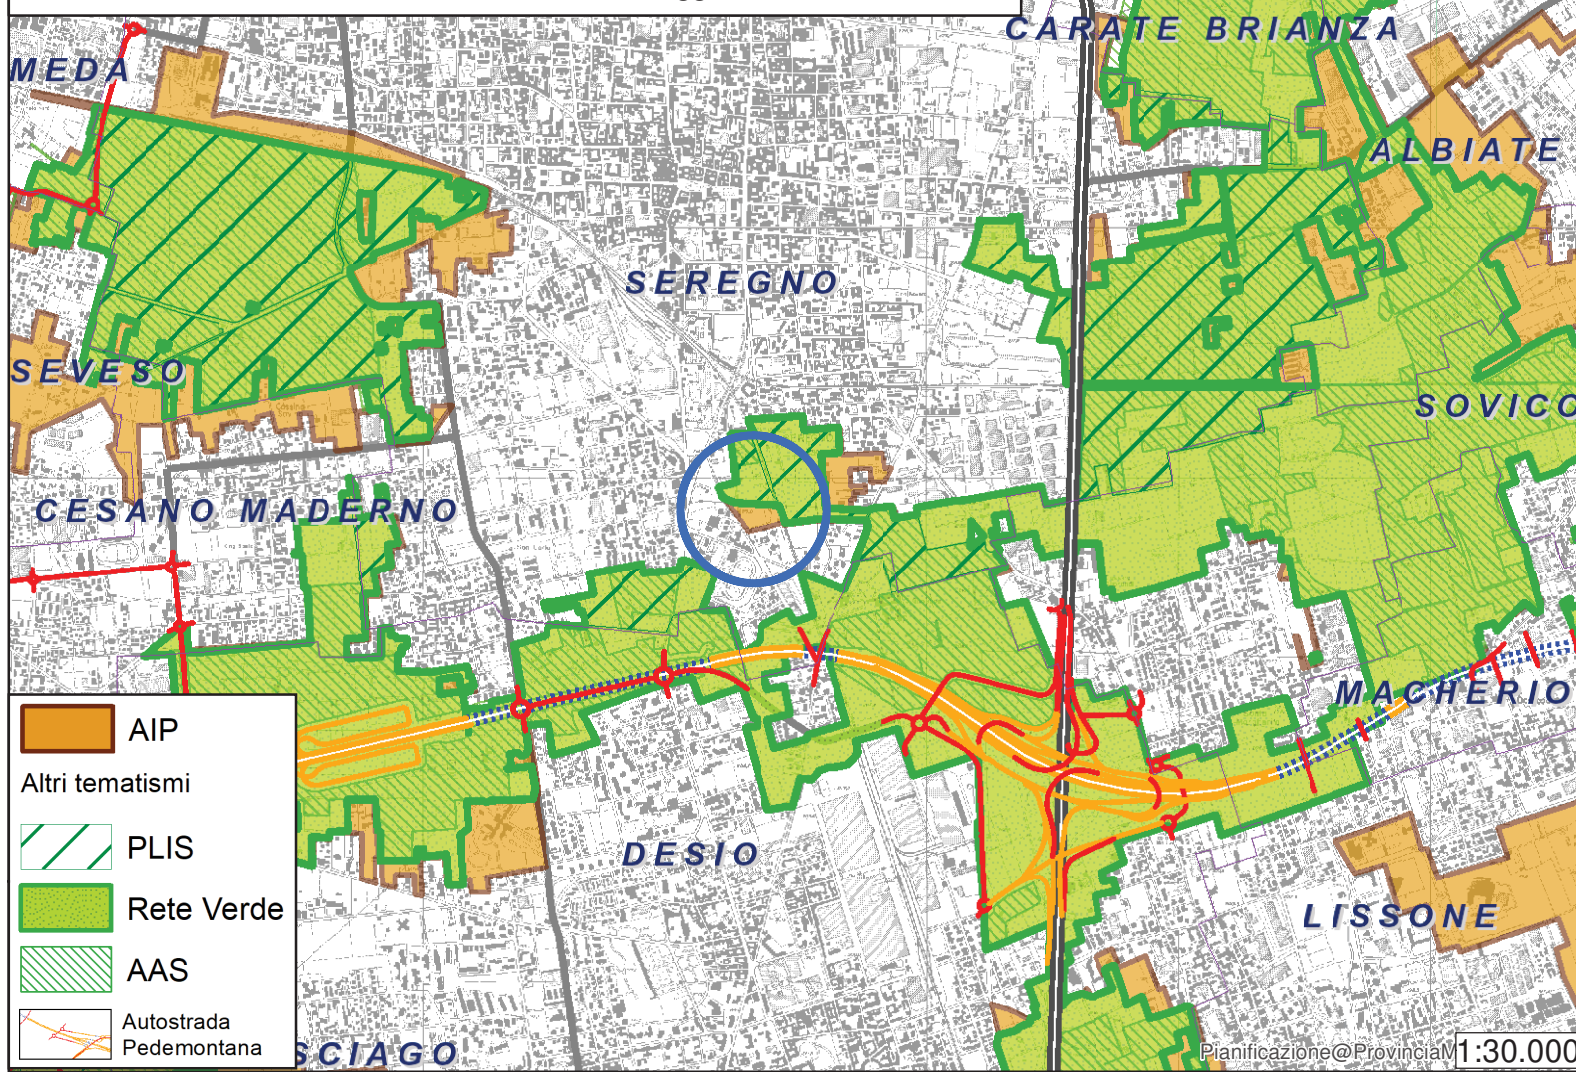 CARATE BRIANZA
MEDA
ALBIATE
SEREGNO
SEVESO
SOVICO
CESANO MADERNO
MACHERIO
AIP
Altri tematismi
PLIS
DESIO
Rete Verde
LISSONE
AAS
Autostrada
Pedemontana
SCIAGO
Pianificazione@ProvinciaM
1:30.000